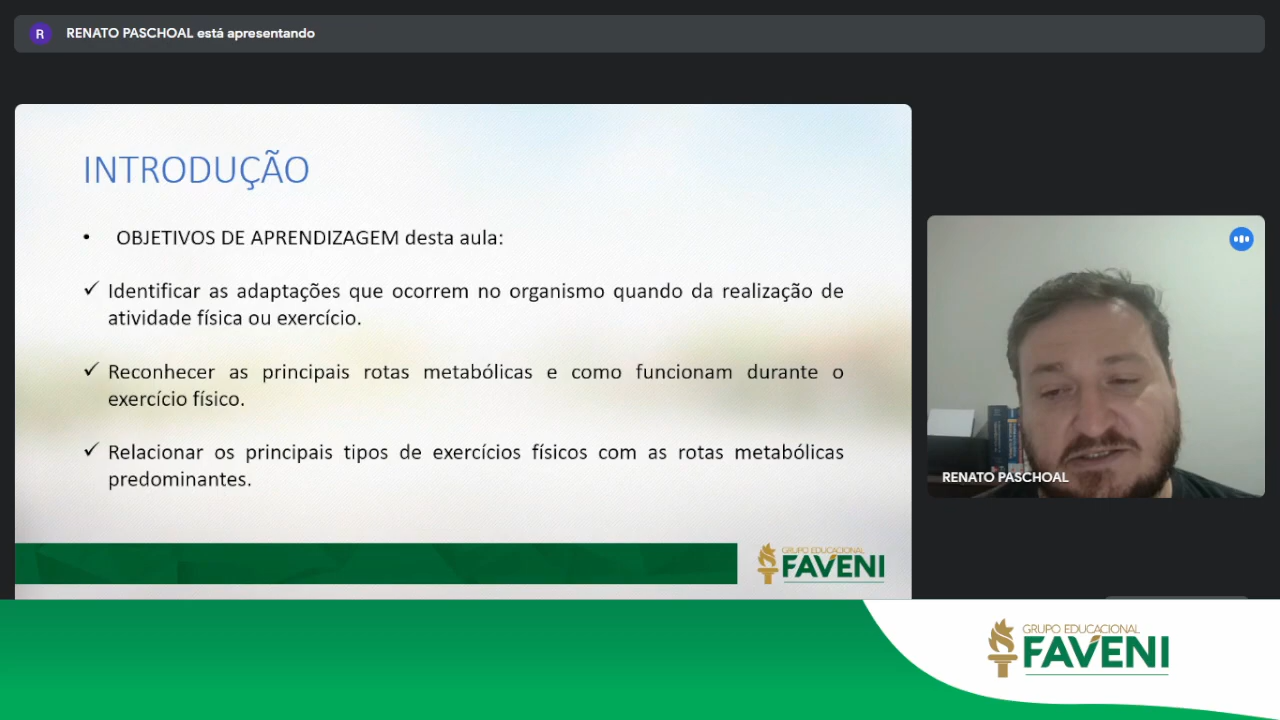 R RENATO PASCHOAL está apresentando
INTRODUÇÃO
• OBJETIVOS DE APRENDIZAGEM desta aula:
✓ Identificar as adaptações que ocorrem no organismo quando da realização de
atividade física ou exercício.
✓ Reconhecer as principais rotas metabólicas e como funcionam durante o
exercício físico.
✓ Relacionar os principais tipos de exercícios físicos com as rotas metabólicas
predominantes.
GRUPO EDUCACIONAL
FAVENI
RENATO PASCHOAL
GRUPO EDUCACIONAL
FAVENI